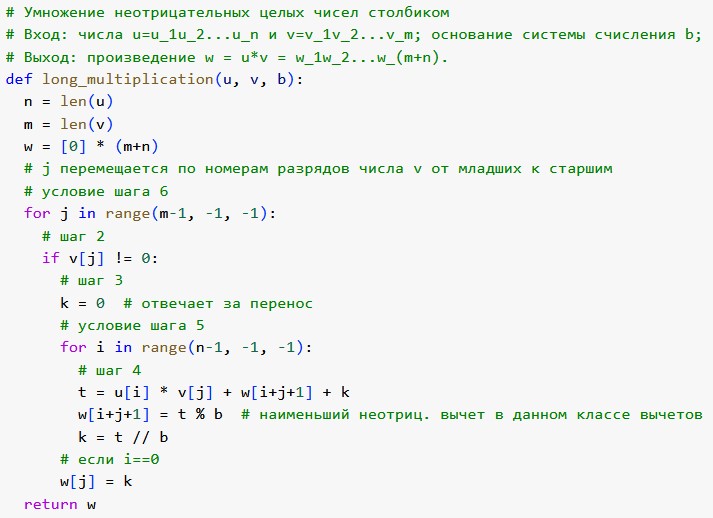 # Умножение неотрицательных целых чисел столбиком
# Вход: числа u=u_1u_2...u_n и v=v_1v_2...v_m; основание системы счисления b;
# Выход: произведение w = u*v = w_1w_2...w_(m+n).
def long_multiplication(u, v, b):
  n = len(u)
  m = len(v)
  w = [0] * (m+n)
  # j перемещается по номерам разрядов числа v от младших к старшим
  # условие шага 6
  for j in range(m-1, -1, -1):
    # шаг 2
    if v[j] != 0:
      # шаг 3
      k = 0  # отвечает за перенос
      # условие шага 5
      for i in range(n-1, -1, -1):
        # шаг 4
        t = u[i] * v[j] + w[i+j+1] + k
        w[i+j+1] = t % b  # наименьший неотриц. вычет в данном классе вычетов
        k = t // b
      # если i==0
      w[j] = k
  return w